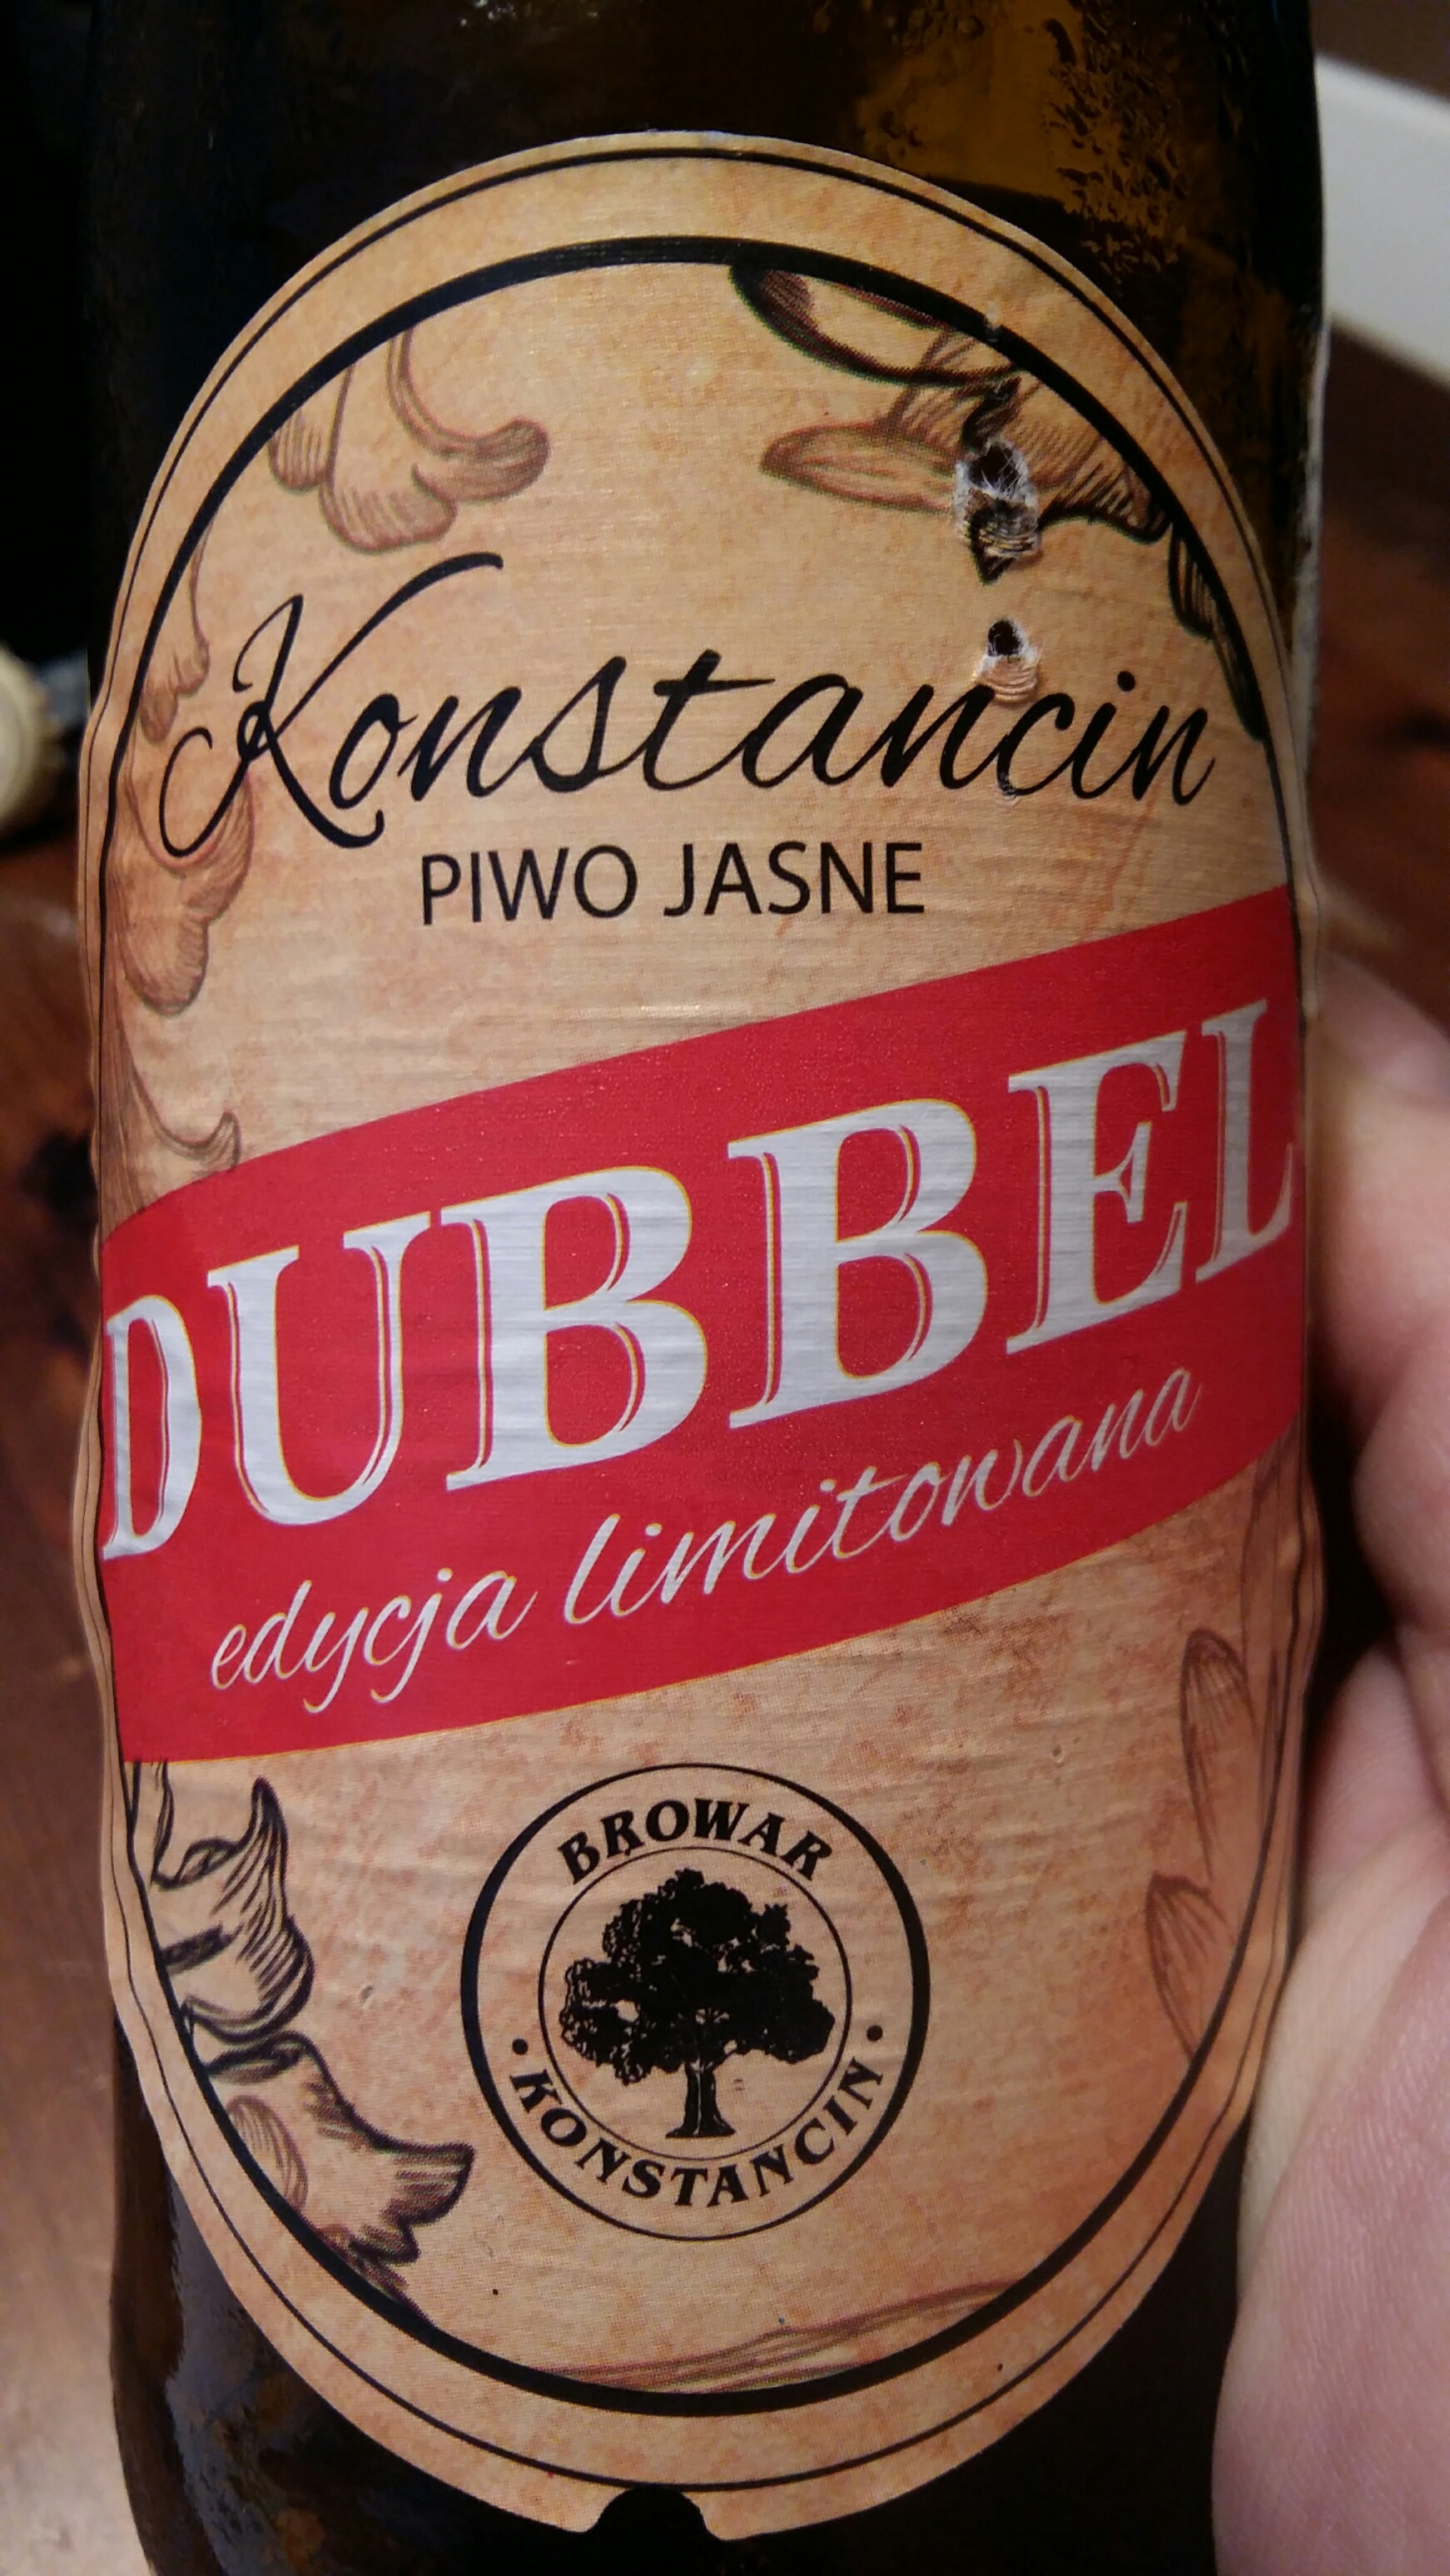 Konstancin
PIWO JASNE
DUBBEL
edycja limitowana
BROWAR
• KONSTANCIN •